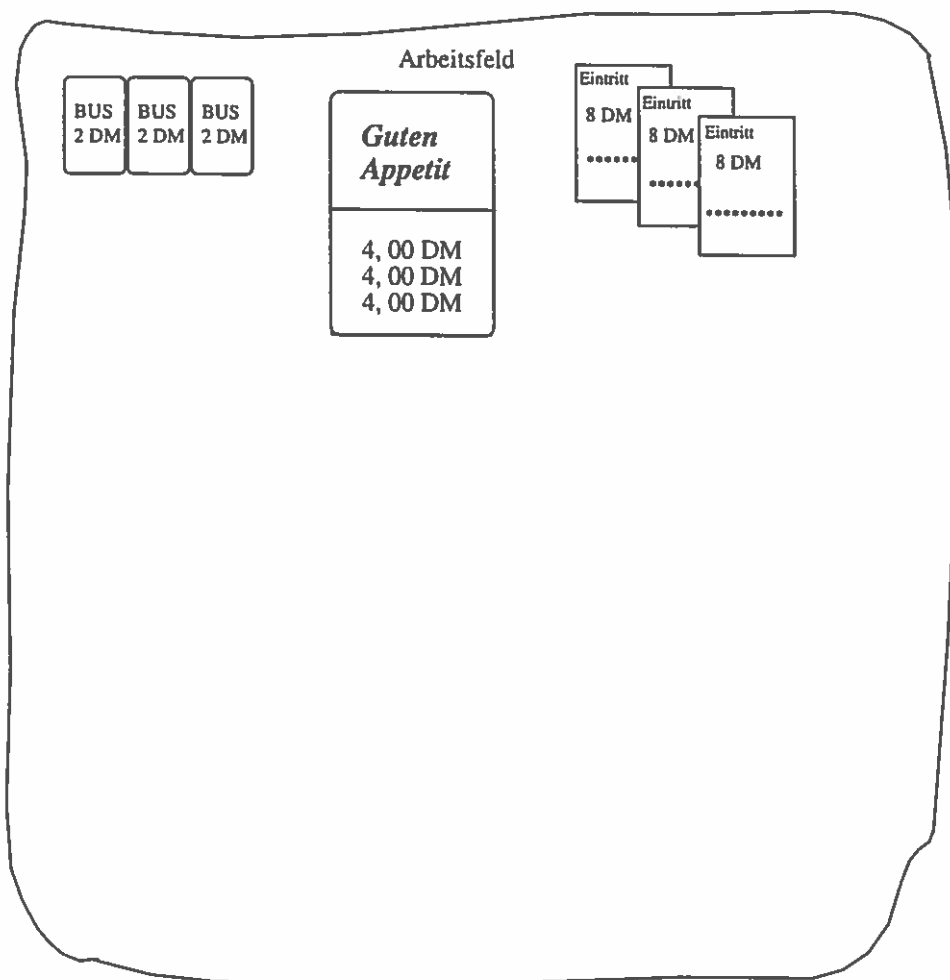 Arbeitsfeld
BUS
2 DM
BUS
2 DM
BUS
2 DM
Guten
Appetit
4, 00 DM
4, 00 DM
4, 00 DM
Eintritt
8 DM
Eintritt
8 DM
Eintritt
8 DM